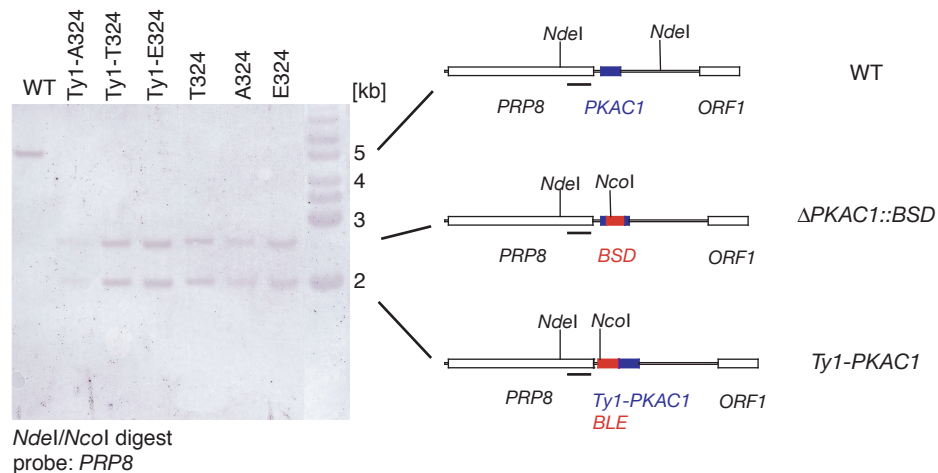 WT
Ty1-A324
Ty1-T324
Ty1-E324
T324
A324
E324
[kb]
5
4
3
2
NdeI/NcoI digest
probe: PRP8
NdeI NdeI
WT
PRP8 PKAC1 ORF1
NdeI NcoI
ΔPKAC1::BSD
PRP8 BSD ORF1
NdeI NcoI
Ty1-PKAC1
PRP8 Ty1-PKAC1 ORF1
BLE